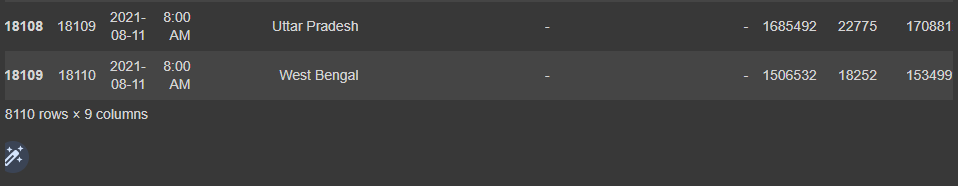 18108 18109 2021-08-11 8:00 AM Uttar Pradesh - - 1685492 22775 170881
18109 18110 2021-08-11 8:00 AM West Bengal - - 1506532 18252 153499
8110 rows × 9 columns